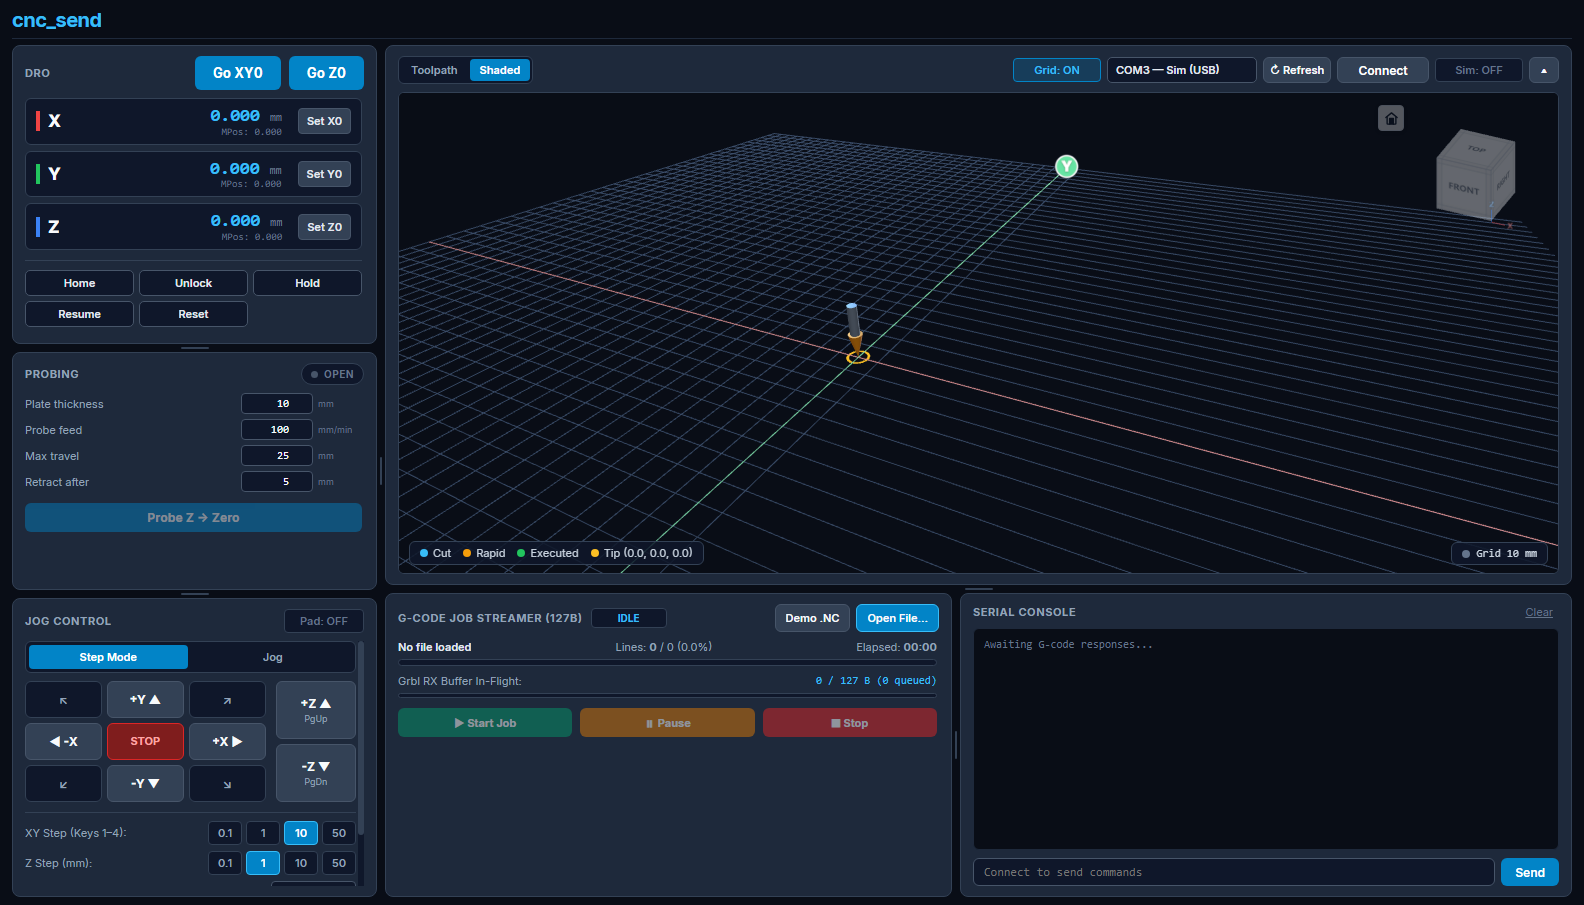 cnc_send
DRO
Go XY0
Go Z0
X
0.000 mm
MPos: 0.000
Set X0
Y
0.000 mm
MPos: 0.000
Set Y0
Z
0.000 mm
MPos: 0.000
Set Z0
Home
Unlock
Hold
Resume
Reset
PROBING
OPEN
Plate thickness
10 mm
Probe feed
100 mm/min
Max travel
25 mm
Retract after
5 mm
Probe Z → Zero
JOG CONTROL
Pad: OFF
Step Mode
Jog
↖
+Y ▲
↗
+Z ▲
PgUp
◀ -X
STOP
+X ▶
-Z ▼
PgDn
↙
-Y ▼
↘
XY Step (Keys 1–4):
0.1 1 10 50
Z Step (mm):
0.1 1 10 50
Toolpath
Shaded
Grid: ON
COM3 — Sim (USB)
↻ Refresh
Connect
Sim: OFF
▲
Y
TOP
FRONT
RIGHT
Z
X
Cut
Rapid
Executed
Tip (0.0, 0.0, 0.0)
Grid 10 mm
G-CODE JOB STREAMER (127B)
IDLE
Demo .NC
Open File...
No file loaded
Lines: 0 / 0 (0.0%)
Elapsed: 00:00
Grbl RX Buffer In-Flight:
0 / 127 B (0 queued)
▶ Start Job
⏸ Pause
■ Stop
SERIAL CONSOLE
Clear
Awaiting G-code responses...
Connect to send commands
Send